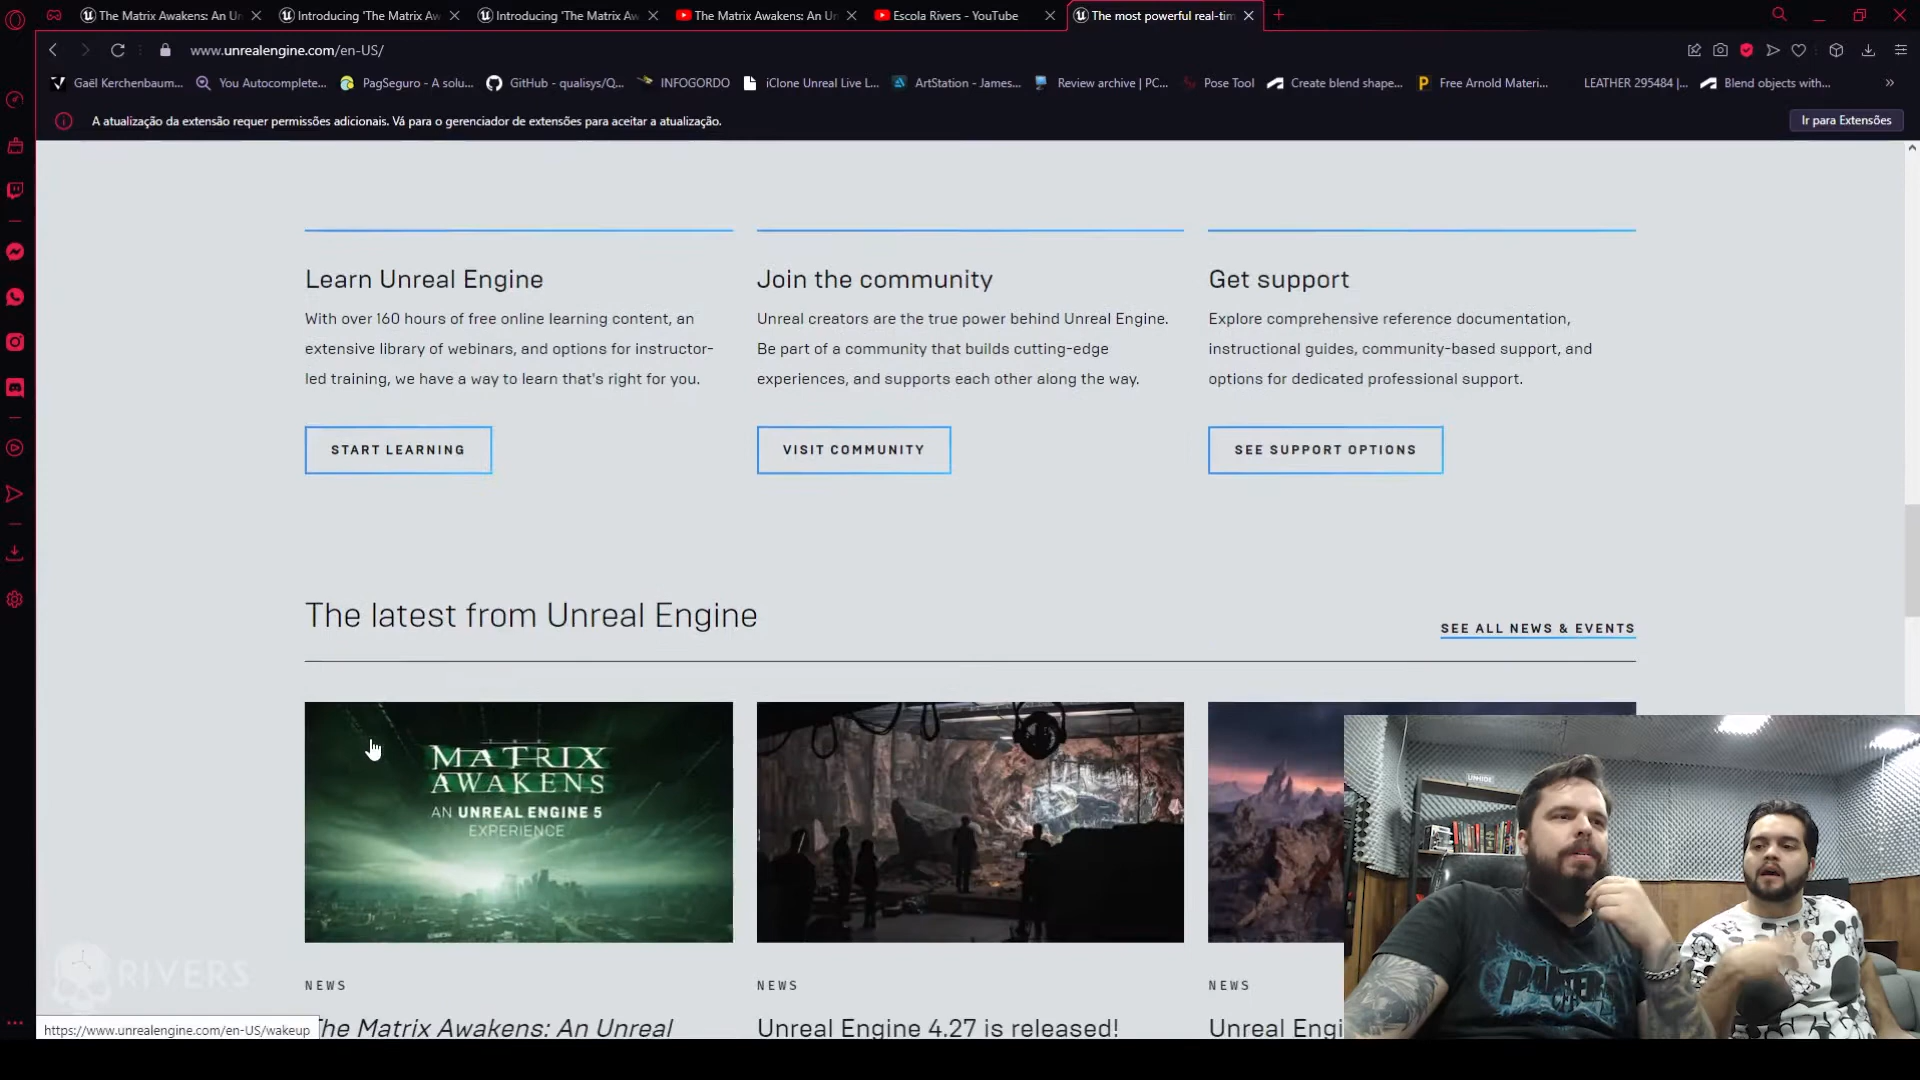 The Matrix Awakens: An Un
Introducing 'The Matrix Aw
Introducing 'The Matrix Aw
The Matrix Awakens: An Un
Escola Rivers - YouTube
The most powerful real-tim
www.unrealengine.com/en-US/
Gaël Kerchenbaum...
You Autocomplete...
PagSeguro - A solu...
GitHub - qualisys/Q...
INFOGORDO
iClone Unreal Live L...
ArtStation - James...
Review archive | PC...
Pose Tool
Create blend shape...
Free Arnold Materi...
LEATHER 295484 |...
Blend objects with...
A atualização da extensão requer permissões adicionais. Vá para o gerenciador de extensões para aceitar a atualização.
Ir para Extensões
Learn Unreal Engine
With over 160 hours of free online learning content, an
extensive library of webinars, and options for instructor-
led training, we have a way to learn that's right for you.
START LEARNING
Join the community
Unreal creators are the true power behind Unreal Engine.
Be part of a community that builds cutting-edge
experiences, and supports each other along the way.
VISIT COMMUNITY
Get support
Explore comprehensive reference documentation,
instructional guides, community-based support, and
options for dedicated professional support.
SEE SUPPORT OPTIONS
The latest from Unreal Engine
SEE ALL NEWS & EVENTS
THE
MATRIX
AWAKENS
AN UNREAL ENGINE 5
EXPERIENCE
NEWS
The Matrix Awakens: An Unreal
NEWS
Unreal Engine 4.27 is released!
NEWS
Unreal Engi
RIVERS
https://www.unrealengine.com/en-US/wakeup
PANTERA